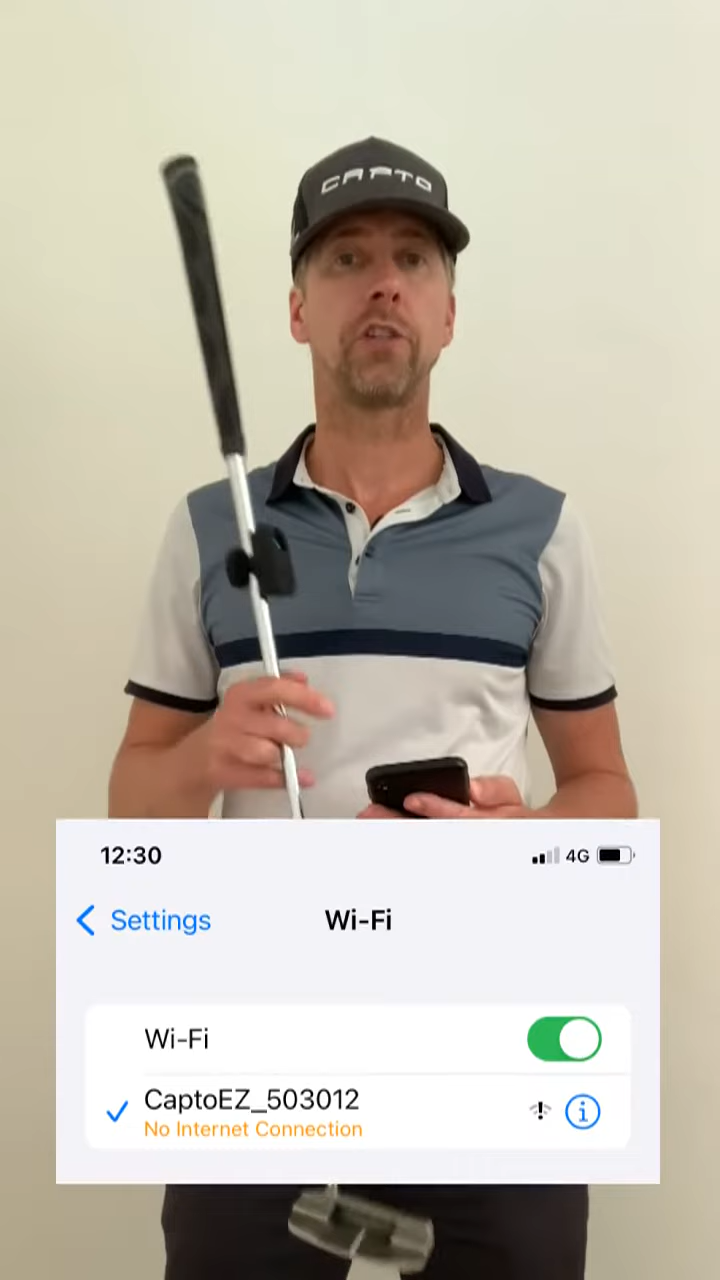 CAPTO
12:30
4G
Settings
Wi-Fi
Wi-Fi
CaptoEZ_503012
No Internet Connection